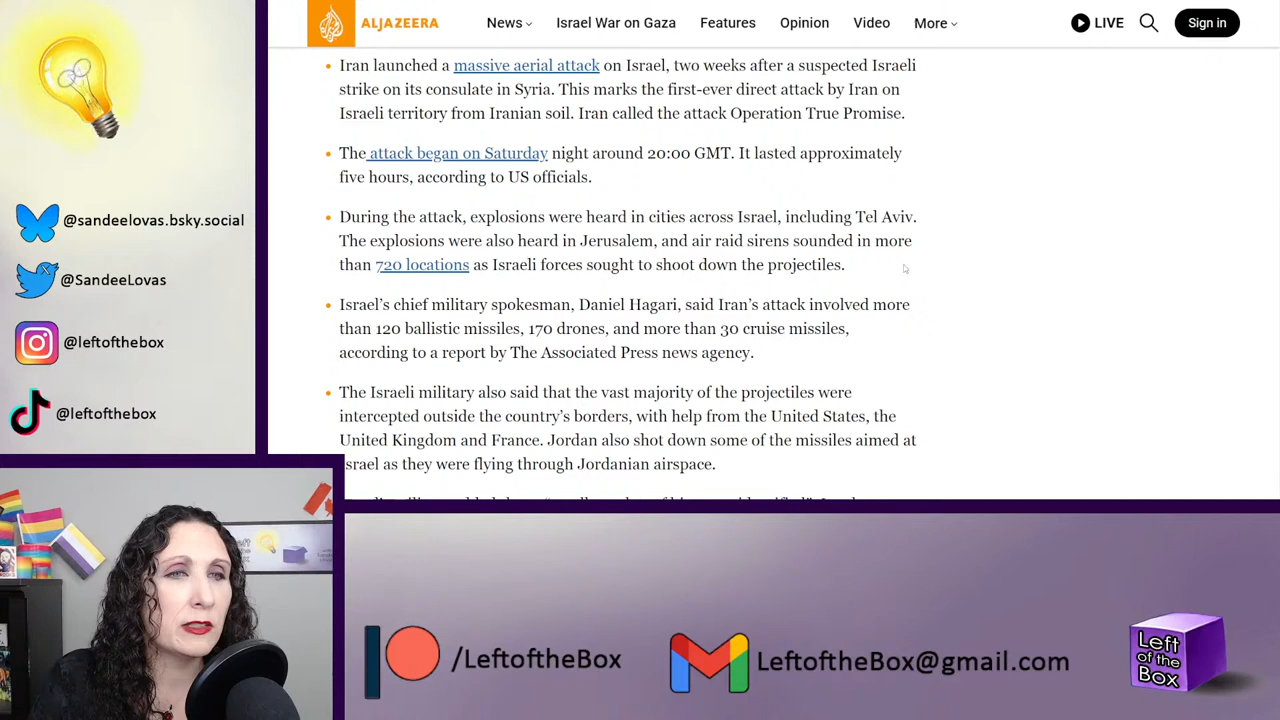 ALJAZEERA
News
Israel War on Gaza
Features
Opinion
Video
More
LIVE
Sign in
• Iran launched a massive aerial attack on Israel, two weeks after a suspected Israeli
strike on its consulate in Syria. This marks the first-ever direct attack by Iran on
Israeli territory from Iranian soil. Iran called the attack Operation True Promise.
• The attack began on Saturday night around 20:00 GMT. It lasted approximately
five hours, according to US officials.
• During the attack, explosions were heard in cities across Israel, including Tel Aviv.
The explosions were also heard in Jerusalem, and air raid sirens sounded in more
than 720 locations as Israeli forces sought to shoot down the projectiles.
• Israel’s chief military spokesman, Daniel Hagari, said Iran’s attack involved more
than 120 ballistic missiles, 170 drones, and more than 30 cruise missiles,
according to a report by The Associated Press news agency.
• The Israeli military also said that the vast majority of the projectiles were
intercepted outside the country’s borders, with help from the United States, the
United Kingdom and France. Jordan also shot down some of the missiles aimed at
srael as they were flying through Jordanian airspace.
@sandeelovas.bsky.social
@SandeeLovas
@leftofthebox
@leftofthebox
/LeftoftheBox
LeftoftheBox@gmail.com
Left
of the
Box